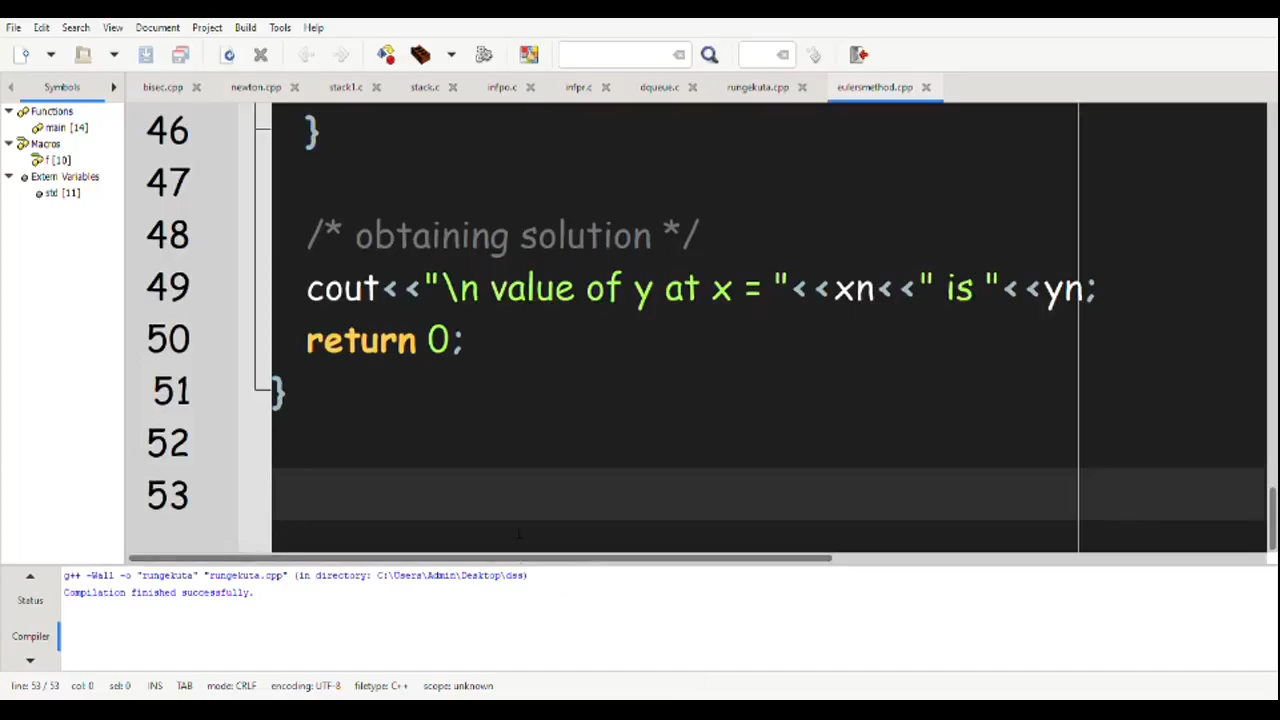 File Edit Search View Document Project Build Tools Help
Symbols bisec.cpp newton.cpp stack1.c stack.c infpo.c infpr.c dqueue.c rungekuta.cpp eulersmethod.cpp
Functions
main [14]
Macros
f [10]
Extern Variables
std [11]
46 }
47
48 /* obtaining solution */
49 cout<<"\n value of y at x = "<<xn<<" is "<<yn;
50 return 0;
51 }
52
53
Status
Compiler
g++ -Wall -o "rungekuta" "rungekuta.cpp" (in directory: C:\Users\Admin\Desktop\dss)
Compilation finished successfully.
line: 53 / 53 col: 0 sel: 0 INS TAB mode: CRLF encoding: UTF-8 filetype: C++ scope: unknown